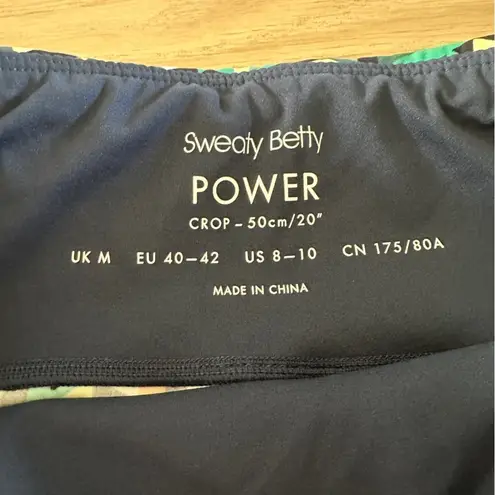 Sweaty Betty
POWER
CROP – 50cm/20"
UK M EU 40–42 US 8–10 CN 175/80A
MADE IN CHINA